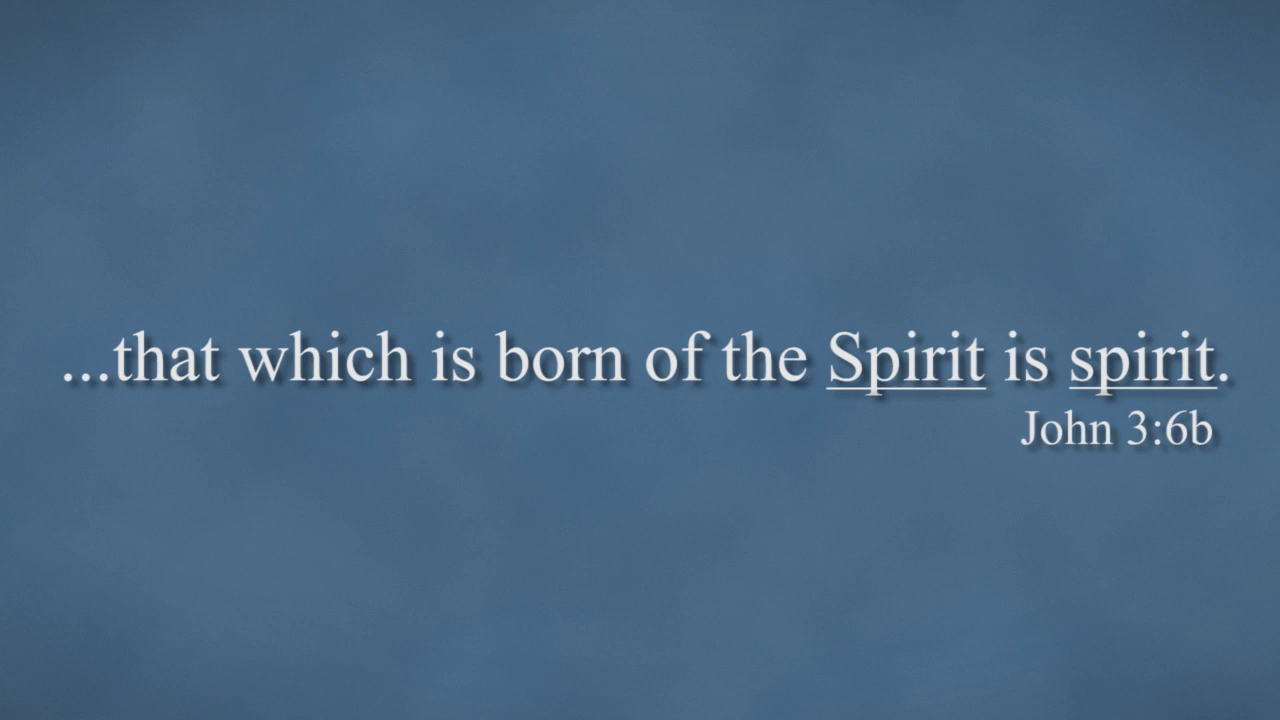 ...that which is born of the Spirit is spirit.
John 3:6b